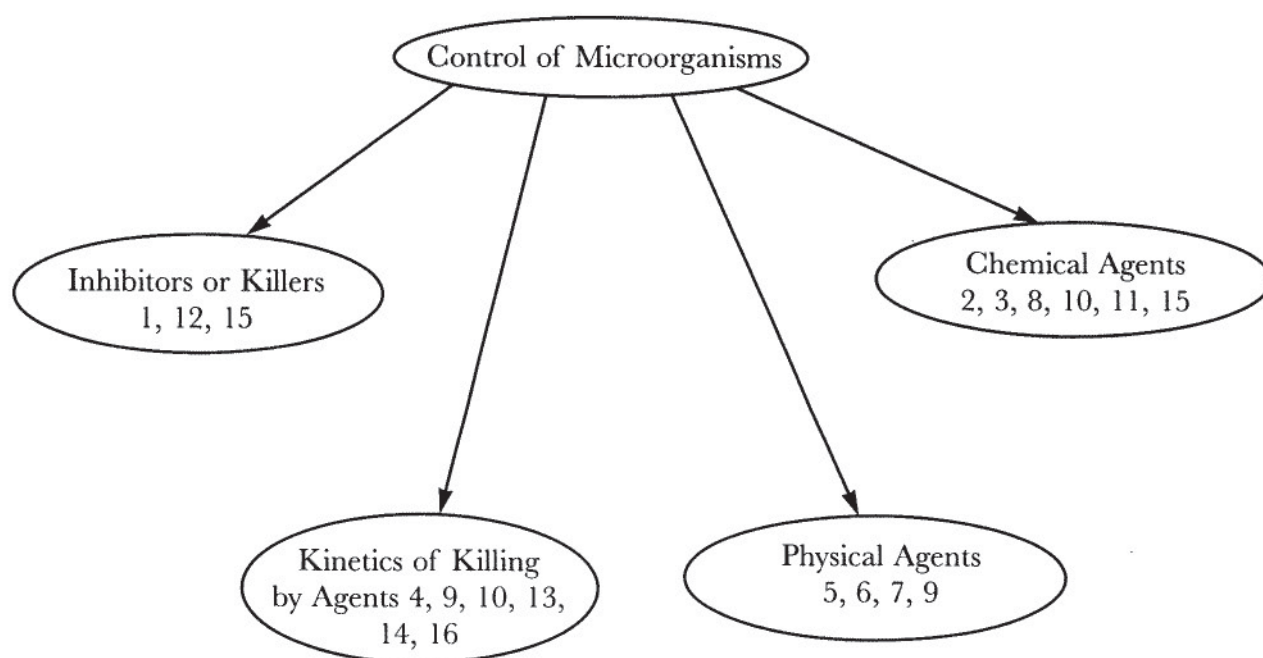 Control of Microorganisms
Inhibitors or Killers
1, 12, 15
Chemical Agents
2, 3, 8, 10, 11, 15
Kinetics of Killing
by Agents 4, 9, 10, 13,
14, 16
Physical Agents
5, 6, 7, 9